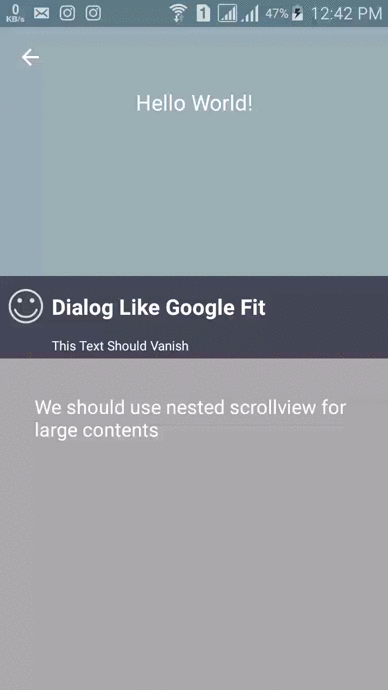 0
KB/s
1
47%
12:42 PM
Hello World!
Dialog Like Google Fit
This Text Should Vanish
We should use nested scrollview for
large contents